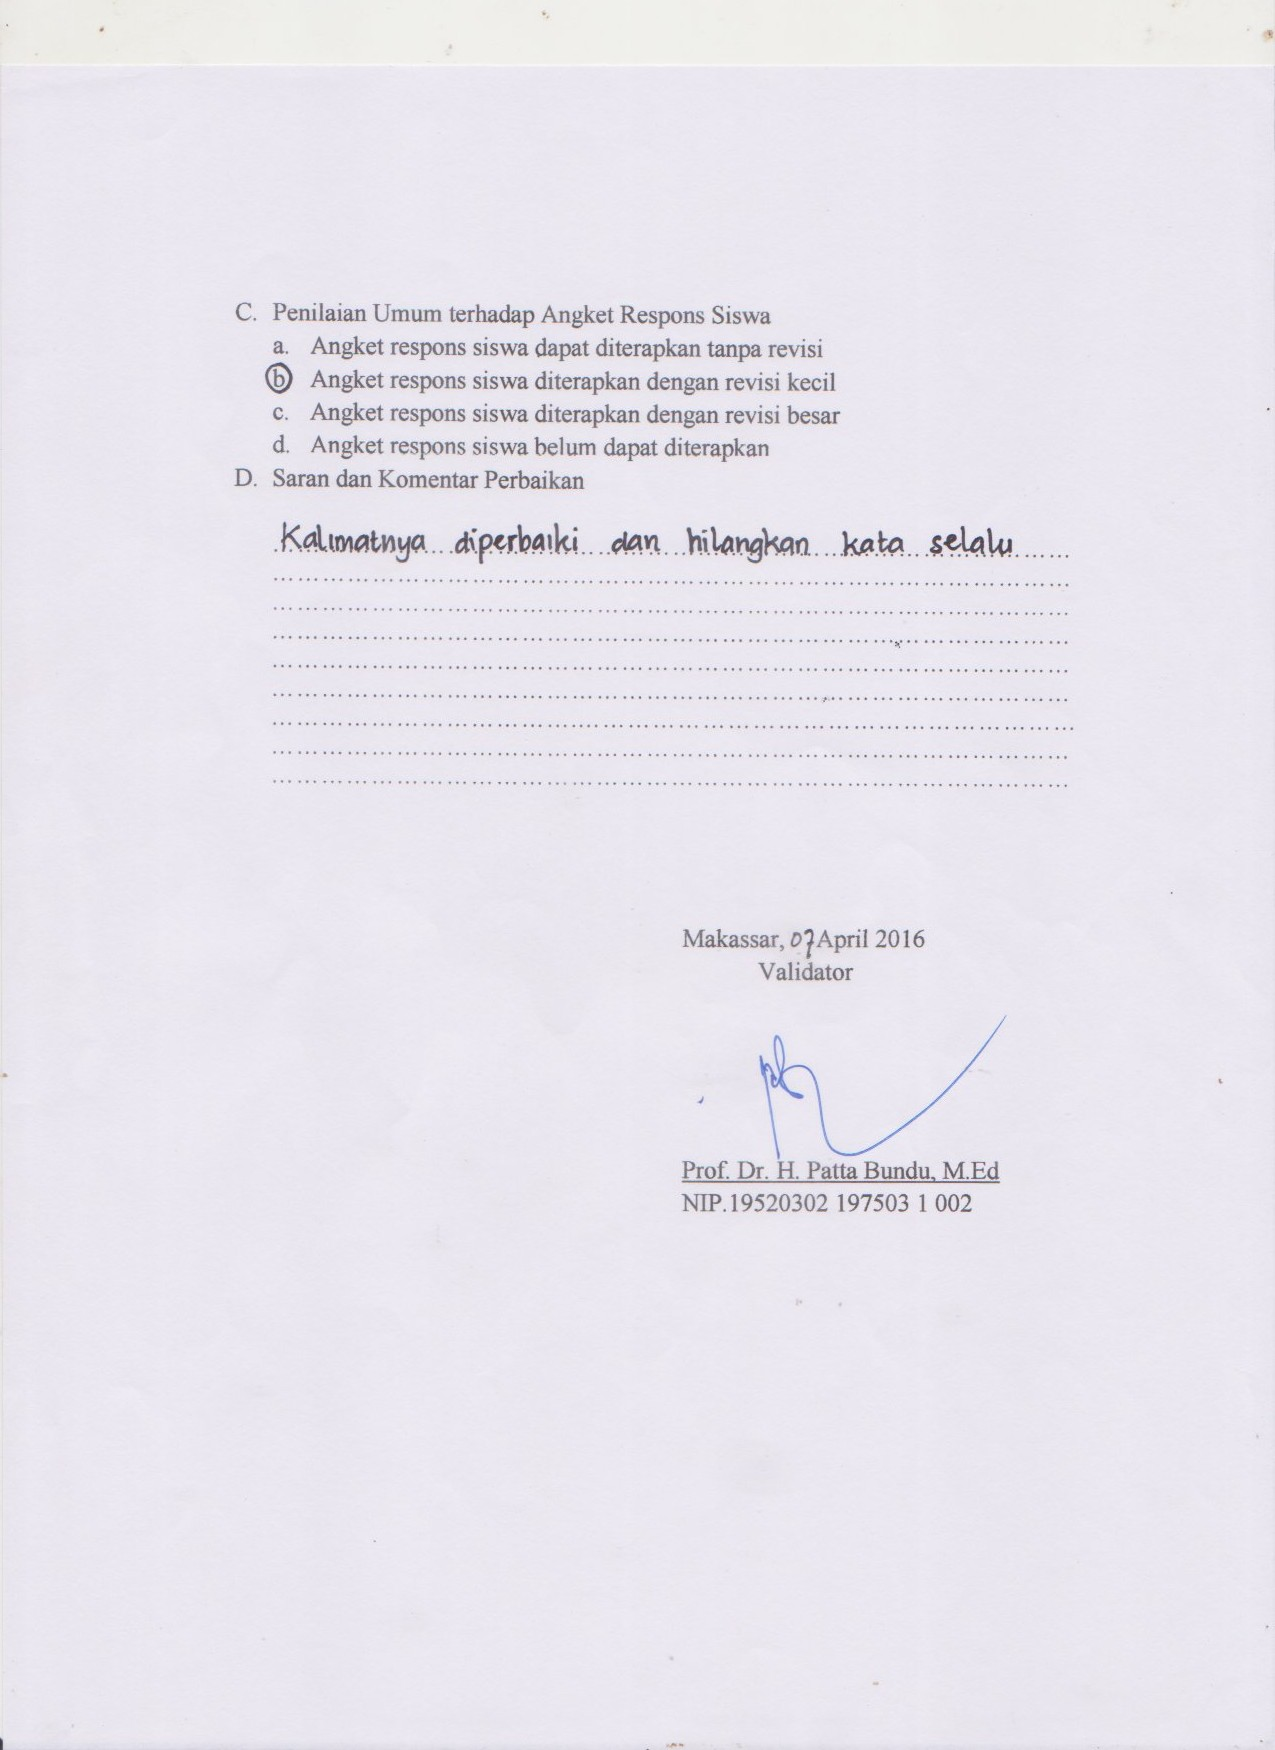 C. Penilaian Umum terhadap Angket Respons Siswa
a. Angket respons siswa dapat diterapkan tanpa revisi
b Angket respons siswa diterapkan dengan revisi kecil
c. Angket respons siswa diterapkan dengan revisi besar
d. Angket respons siswa belum dapat diterapkan
D. Saran dan Komentar Perbaikan
Kalimatnya diperbaiki dan hilangkan kata selalu
Makassar, 07 April 2016
Validator
Prof. Dr. H. Patta Bundu, M.Ed
NIP.19520302 197503 1 002